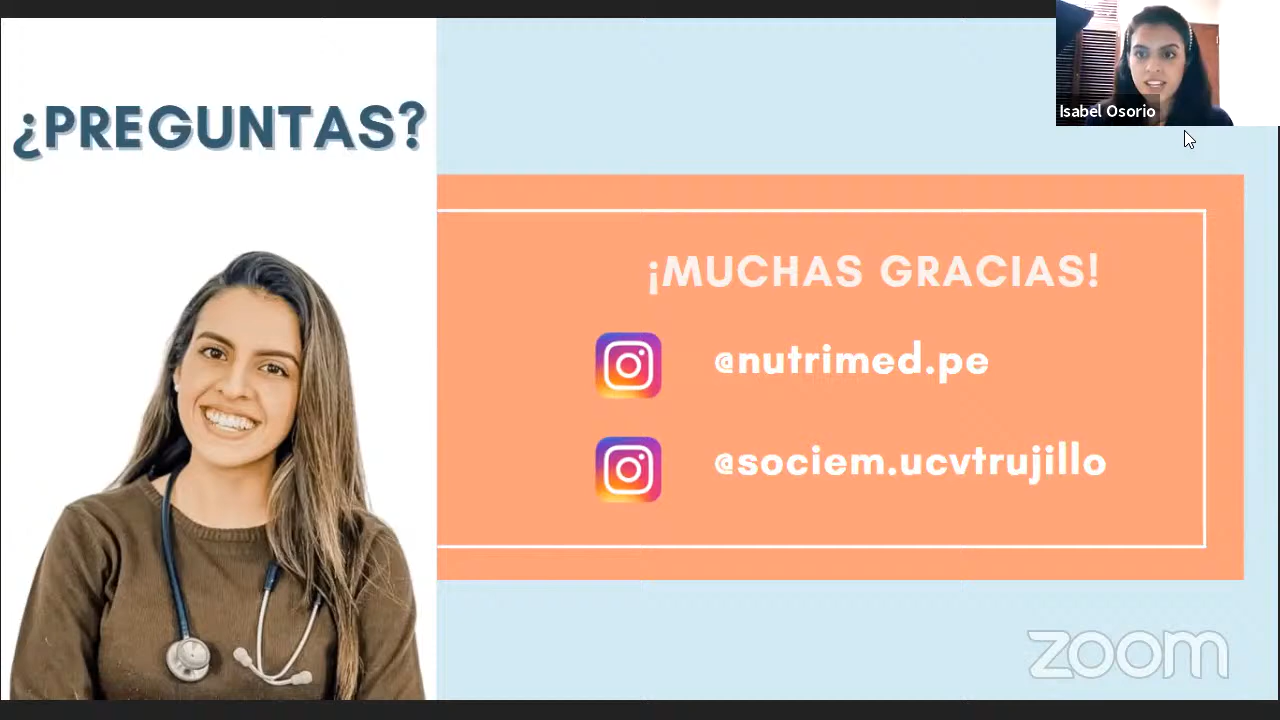 ¿PREGUNTAS?
Isabel Osorio
¡MUCHAS GRACIAS!
@nutrimed.pe
@sociem.ucvtrujillo
zoom